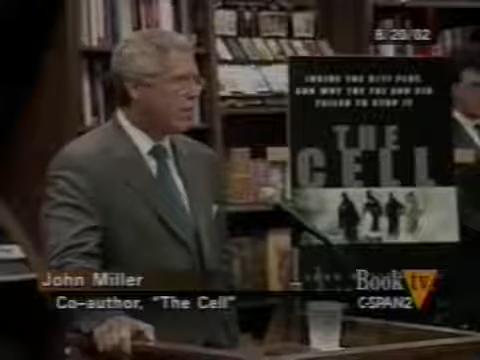 8/20/02
INSIDE THE 9/11 PLOT,
AND WHY THE FBI AND CIA
FAILED TO STOP IT
THE
CELL
John Miller
Co-author, "The Cell"
Book tv
C-SPAN2